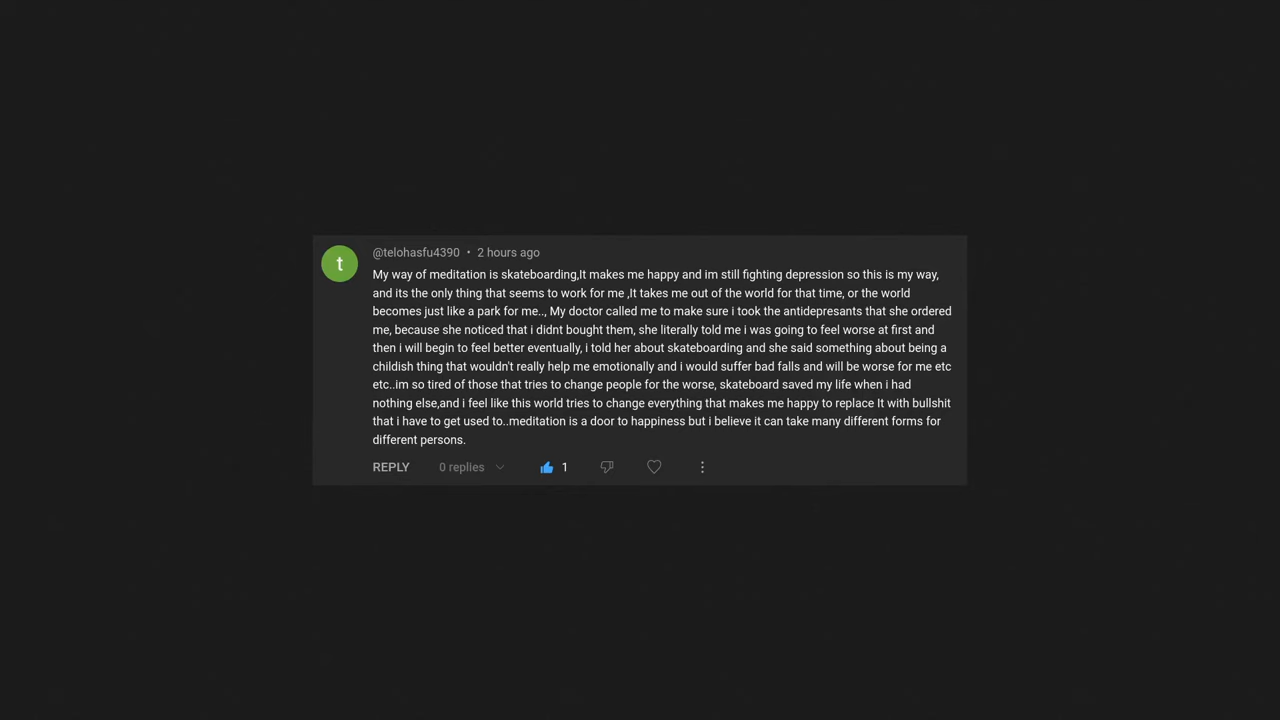 t
@telohasfu4390 • 2 hours ago
My way of meditation is skateboarding,It makes me happy and im still fighting depression so this is my way,
and its the only thing that seems to work for me ,It takes me out of the world for that time, or the world
becomes just like a park for me.., My doctor called me to make sure i took the antidepresants that she ordered
me, because she noticed that i didnt bought them, she literally told me i was going to feel worse at first and
then i will begin to feel better eventually, i told her about skateboarding and she said something about being a
childish thing that wouldn't really help me emotionally and i would suffer bad falls and will be worse for me etc
etc..im so tired of those that tries to change people for the worse, skateboard saved my life when i had
nothing else,and i feel like this world tries to change everything that makes me happy to replace It with bullshit
that i have to get used to..meditation is a door to happiness but i believe it can take many different forms for
different persons.
REPLY 0 replies 1